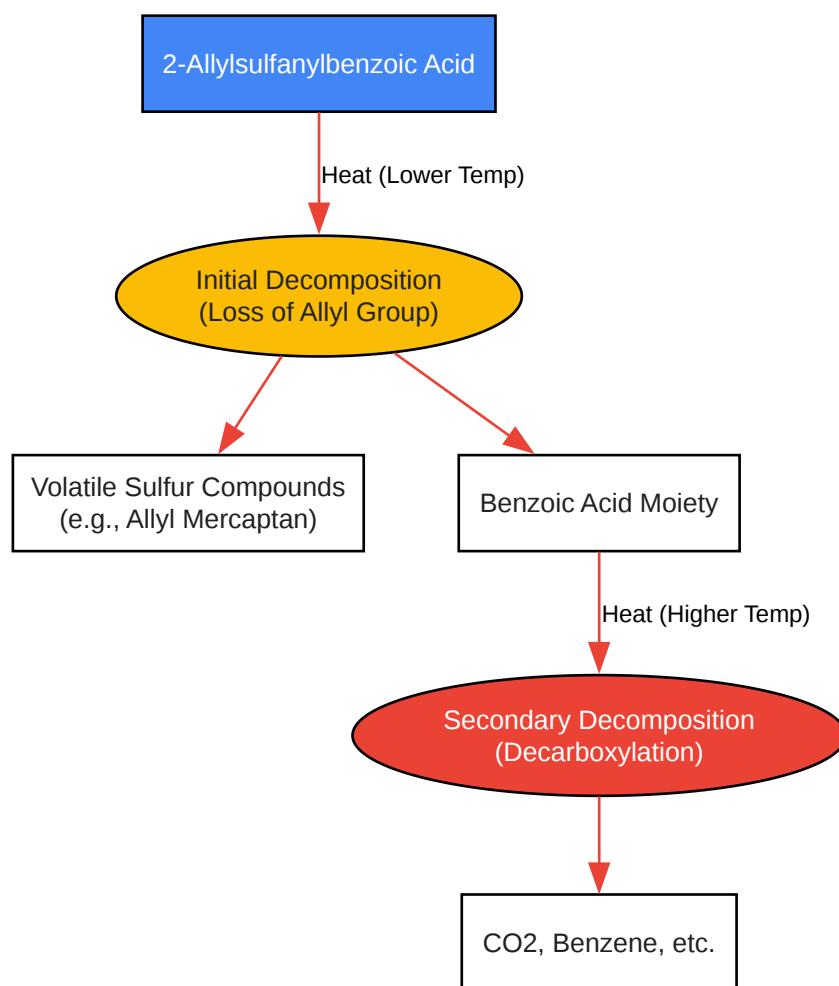 2-Allylsulfanylbenzoic Acid
Heat (Lower Temp)
Initial Decomposition
(Loss of Allyl Group)
Volatile Sulfur Compounds
(e.g., Allyl Mercaptan)
Benzoic Acid Moiety
Heat (Higher Temp)
Secondary Decomposition
(Decarboxylation)
CO2, Benzene, etc.